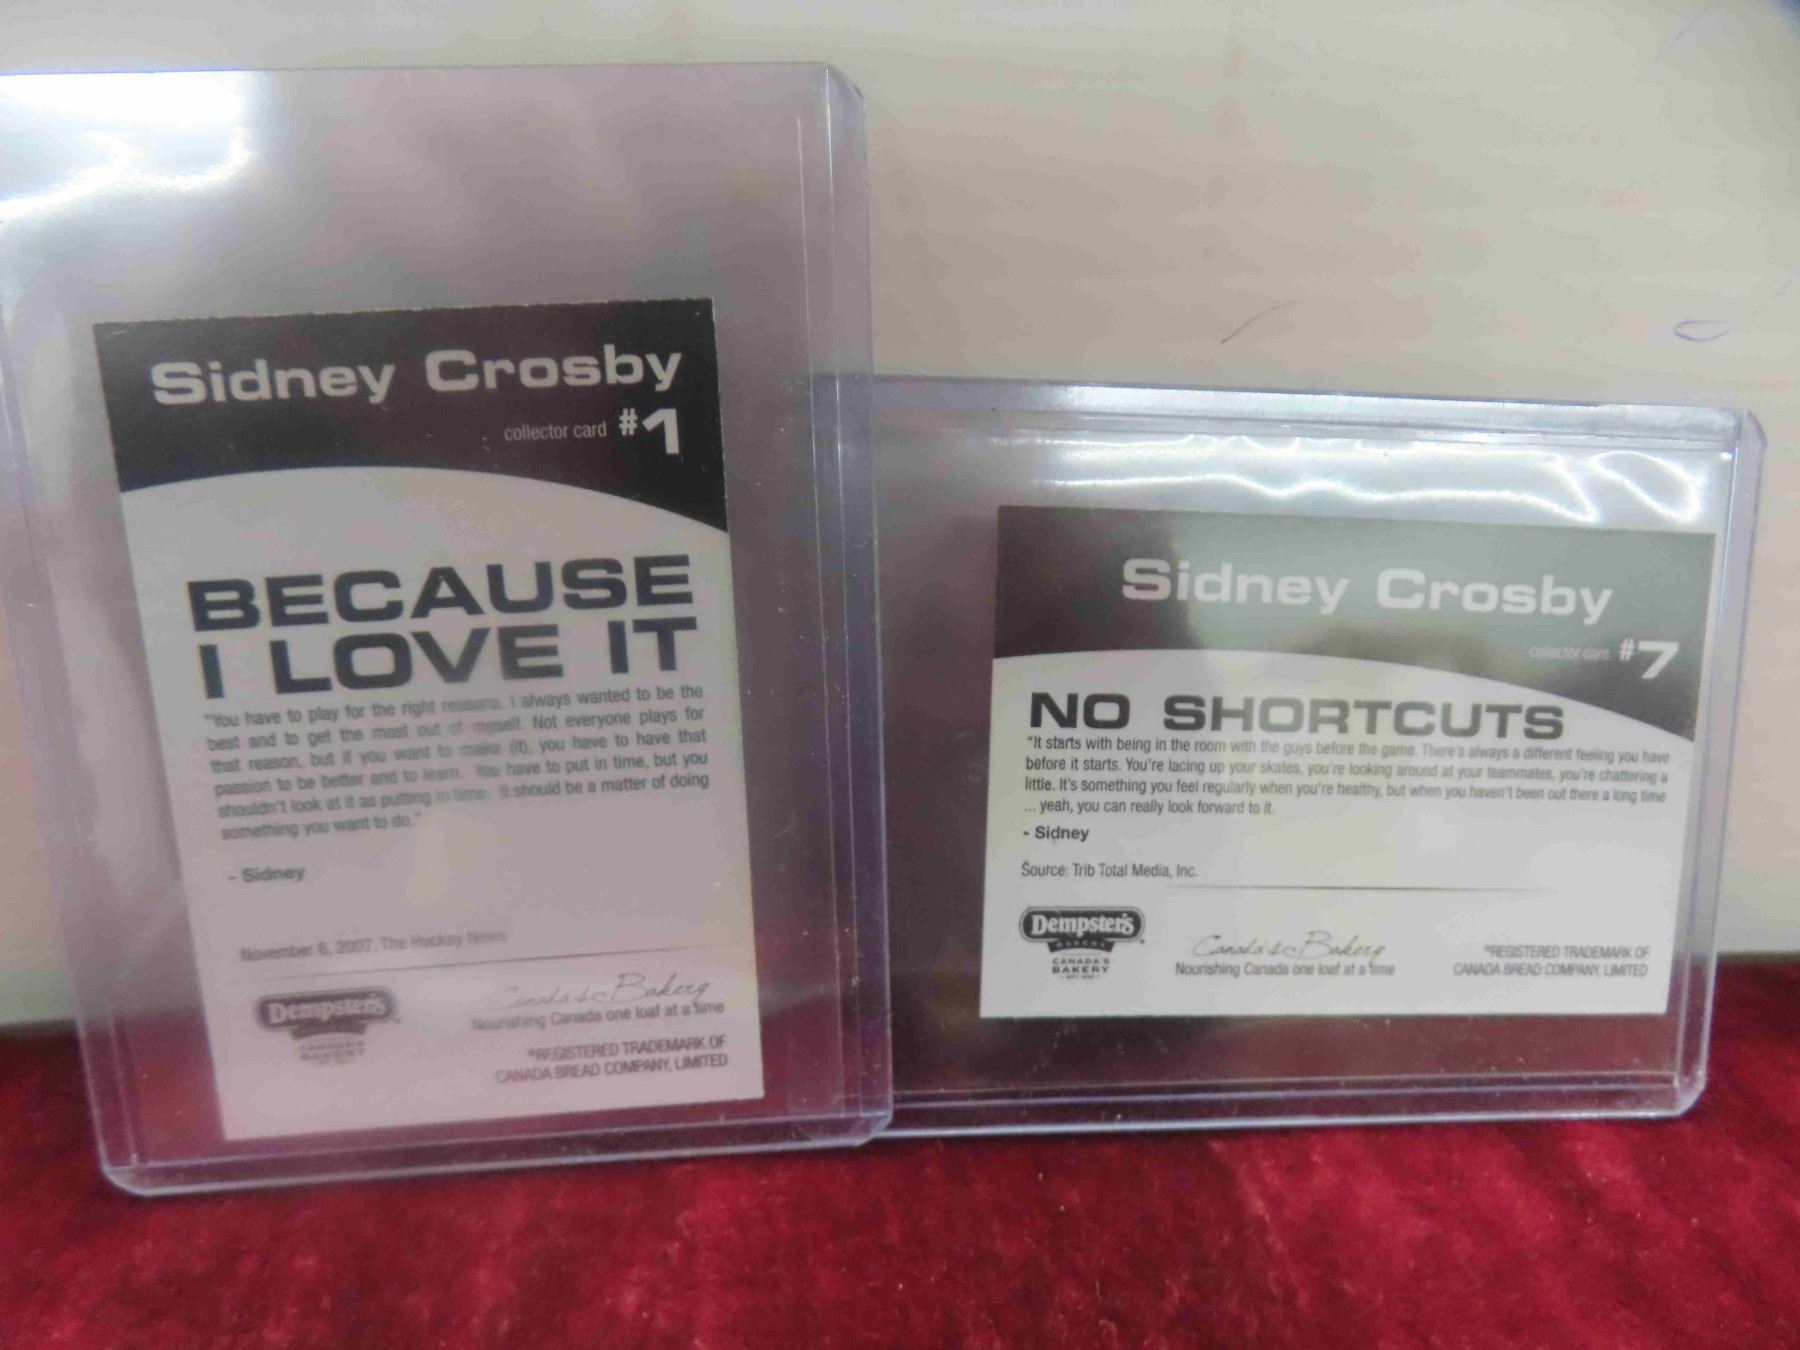 Sidney Crosby
collector card #1
BECAUSE
I LOVE IT
"You have to play for the right reasons. I always wanted to be the
best and to get the most out of myself. Not everyone plays for
that reason, but if you want to make (it), you have to have that
passion to be better and to learn. You have to put in time, but you
shouldn't look at it as putting in time. It should be a matter of doing
something you want to do."
- Sidney
November 6, 2007, The Hockey News
Dempster's
BAKERY
CANADA'S
BAKERY
Canada's Bakery
Nourishing Canada one loaf at a time
®REGISTERED TRADEMARK OF
CANADA BREAD COMPANY, LIMITED
Sidney Crosby
collector card #7
NO SHORTCUTS
"It starts with being in the room with the guys before the game. There's always a different feeling you have
before it starts. You're lacing up your skates, you're looking around at your teammates, you're chattering a
little. It's something you feel regularly when you're healthy, but when you haven't been out there a long time
... yeah, you can really look forward to it.
- Sidney
Source: Trib Total Media, Inc.
Dempster's
BAKERY
CANADA'S
BAKERY
Canada's Bakery
Nourishing Canada one loaf at a time
®REGISTERED TRADEMARK OF
CANADA BREAD COMPANY, LIMITED